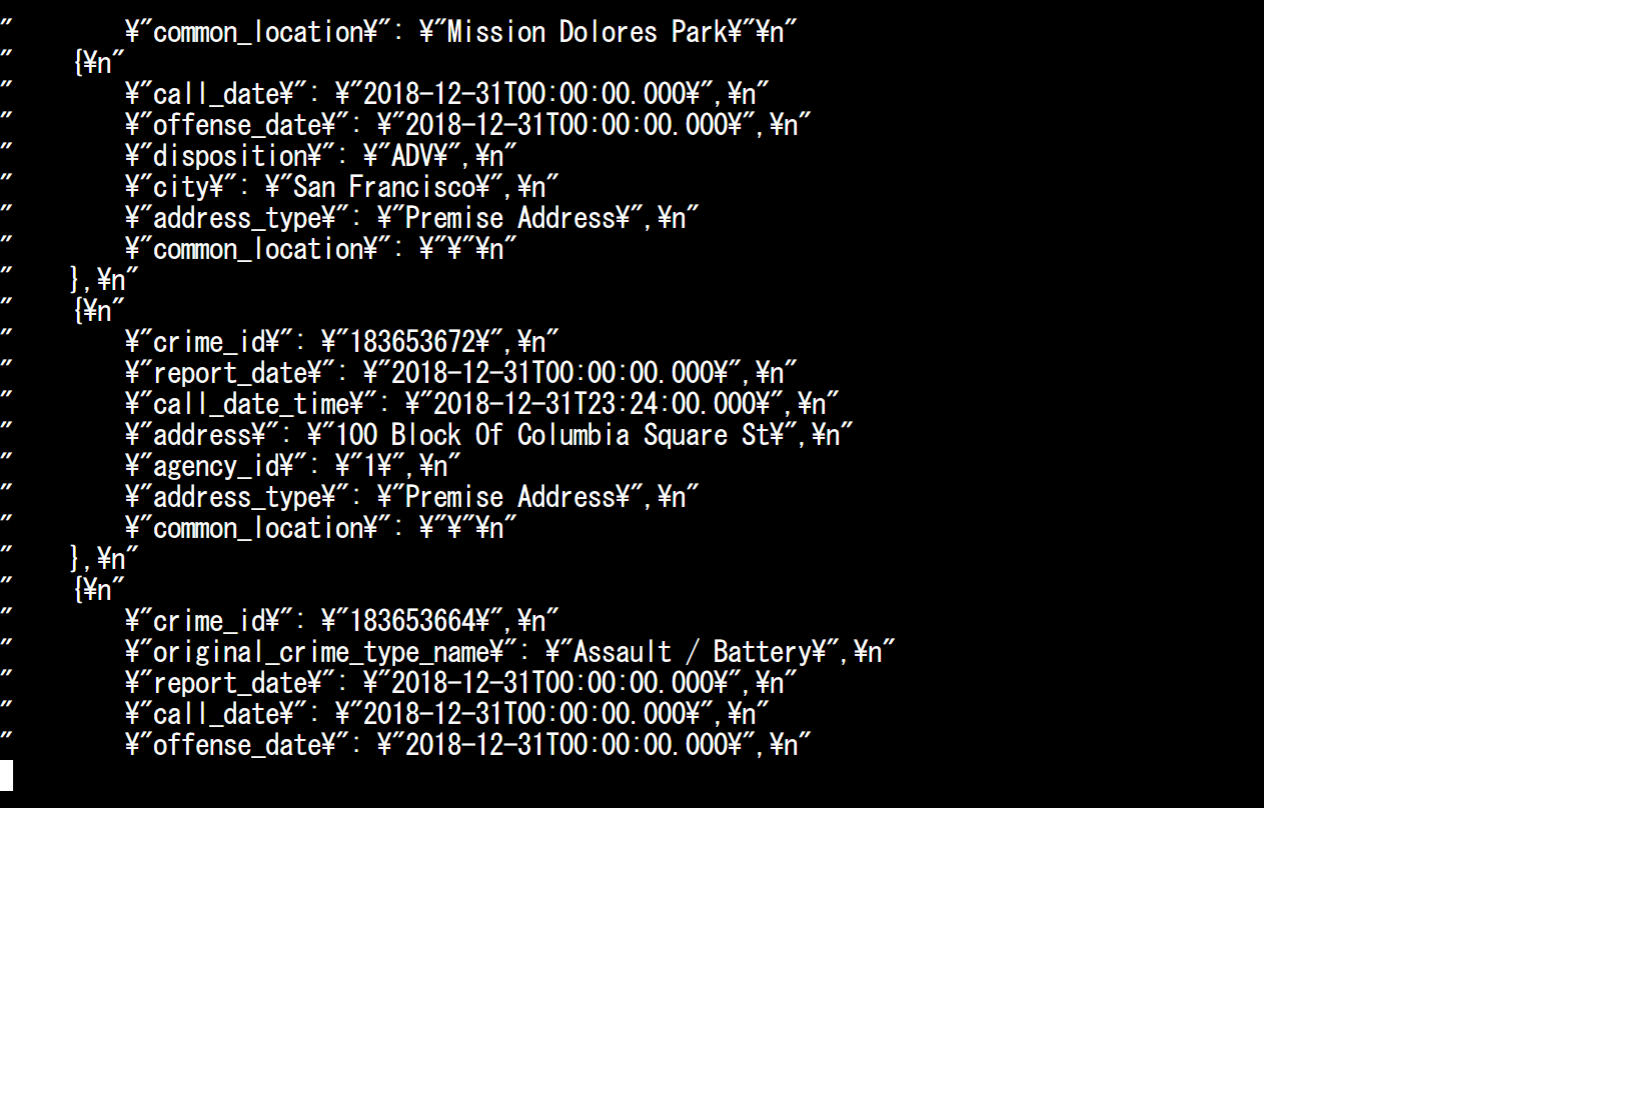 "        ¥"common_location¥": ¥"Mission Dolores Park¥"¥n"
"    {¥n"
"        ¥"call_date¥": ¥"2018-12-31T00:00:00.000¥",¥n"
"        ¥"offense_date¥": ¥"2018-12-31T00:00:00.000¥",¥n"
"        ¥"disposition¥": ¥"ADV¥",¥n"
"        ¥"city¥": ¥"San Francisco¥",¥n"
"        ¥"address_type¥": ¥"Premise Address¥",¥n"
"        ¥"common_location¥": ¥"¥"¥n"
"    },¥n"
"    {¥n"
"        ¥"crime_id¥": ¥"183653672¥",¥n"
"        ¥"report_date¥": ¥"2018-12-31T00:00:00.000¥",¥n"
"        ¥"call_date_time¥": ¥"2018-12-31T23:24:00.000¥",¥n"
"        ¥"address¥": ¥"100 Block Of Columbia Square St¥",¥n"
"        ¥"agency_id¥": ¥"1¥",¥n"
"        ¥"address_type¥": ¥"Premise Address¥",¥n"
"        ¥"common_location¥": ¥"¥"¥n"
"    },¥n"
"    {¥n"
"        ¥"crime_id¥": ¥"183653664¥",¥n"
"        ¥"original_crime_type_name¥": ¥"Assault / Battery¥",¥n"
"        ¥"report_date¥": ¥"2018-12-31T00:00:00.000¥",¥n"
"        ¥"call_date¥": ¥"2018-12-31T00:00:00.000¥",¥n"
"        ¥"offense_date¥": ¥"2018-12-31T00:00:00.000¥",¥n"